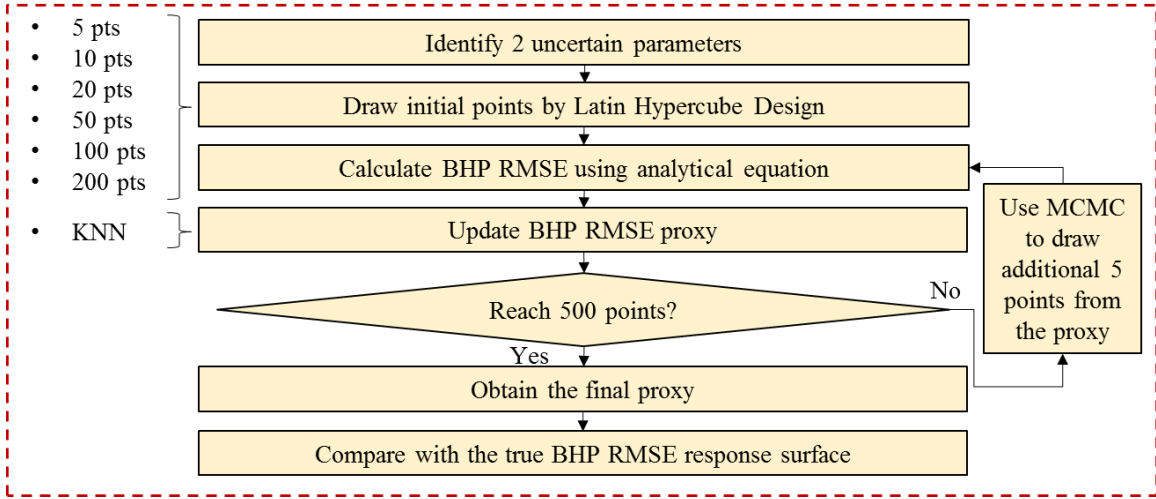 • 5 pts
• 10 pts
• 20 pts
• 50 pts
• 100 pts
• 200 pts
• KNN
Identify 2 uncertain parameters
Draw initial points by Latin Hypercube Design
Calculate BHP RMSE using analytical equation
Update BHP RMSE proxy
Reach 500 points?
No
Yes
Use MCMC
to draw
additional 5
points from
the proxy
Obtain the final proxy
Compare with the true BHP RMSE response surface